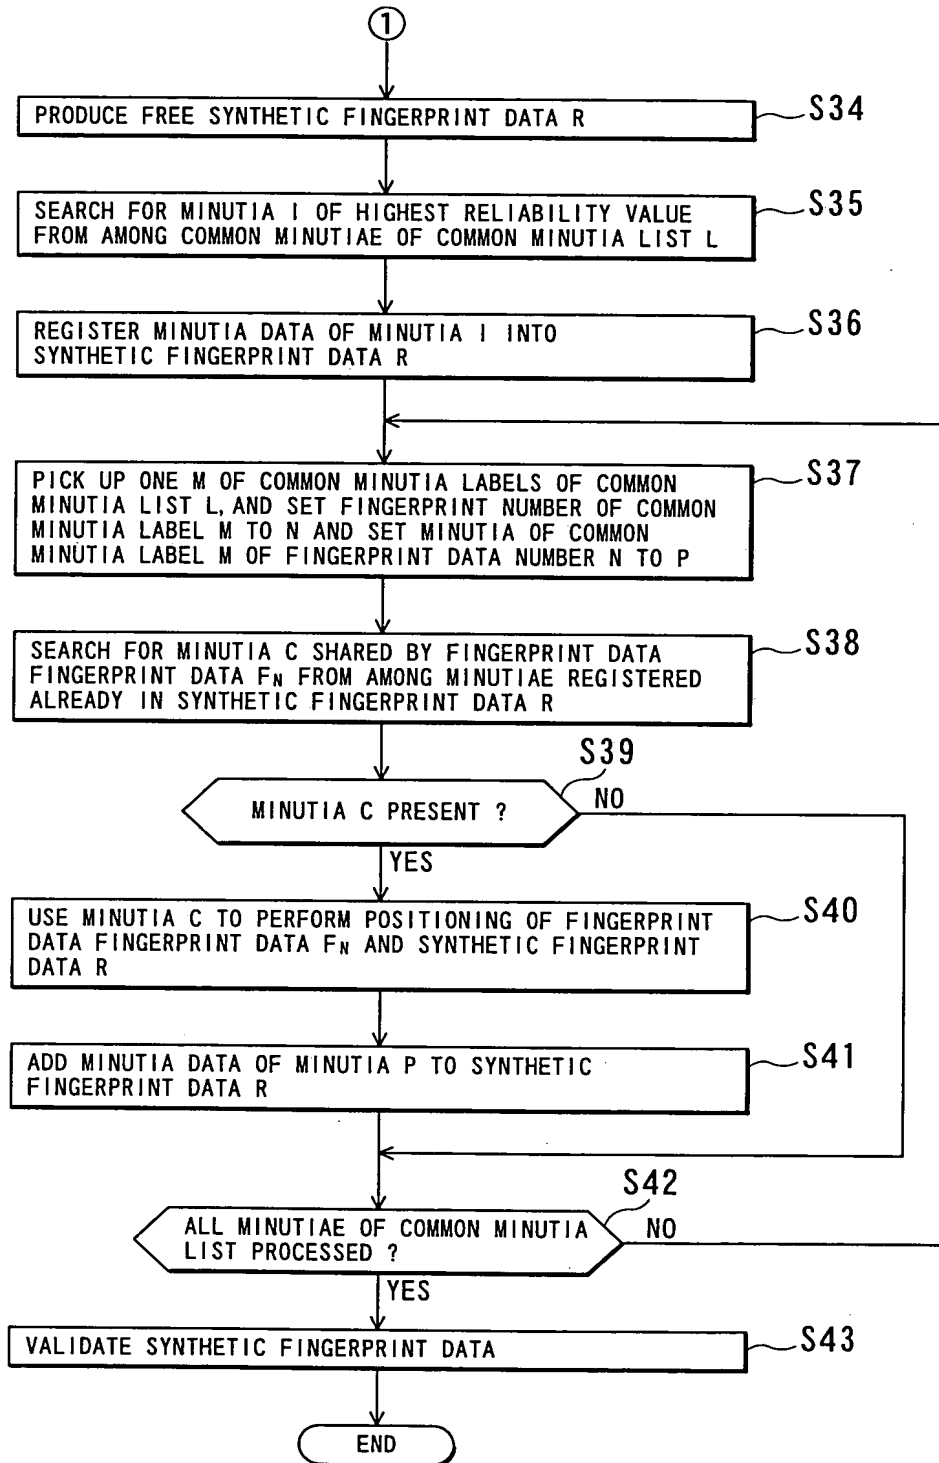 1
PRODUCE FREE SYNTHETIC FINGERPRINT DATA R
S34
SEARCH FOR MINUTIA I OF HIGHEST RELIABILITY VALUE
FROM AMONG COMMON MINUTIAE OF COMMON MINUTIA LIST L
S35
REGISTER MINUTIA DATA OF MINUTIA I INTO
SYNTHETIC FINGERPRINT DATA R
S36
PICK UP ONE M OF COMMON MINUTIA LABELS OF COMMON
MINUTIA LIST L, AND SET FINGERPRINT NUMBER OF COMMON
MINUTIA LABEL M TO N AND SET MINUTIA OF COMMON
MINUTIA LABEL M OF FINGERPRINT DATA NUMBER N TO P
S37
SEARCH FOR MINUTIA C SHARED BY FINGERPRINT DATA
FINGERPRINT DATA FN FROM AMONG MINUTIAE REGISTERED
ALREADY IN SYNTHETIC FINGERPRINT DATA R
S38
S39
MINUTIA C PRESENT ?
NO
YES
USE MINUTIA C TO PERFORM POSITIONING OF FINGERPRINT
DATA FINGERPRINT DATA FN AND SYNTHETIC FINGERPRINT
DATA R
S40
ADD MINUTIA DATA OF MINUTIA P TO SYNTHETIC
FINGERPRINT DATA R
S41
S42
ALL MINUTIAE OF COMMON MINUTIA
LIST PROCESSED ?
NO
YES
VALIDATE SYNTHETIC FINGERPRINT DATA
S43
END